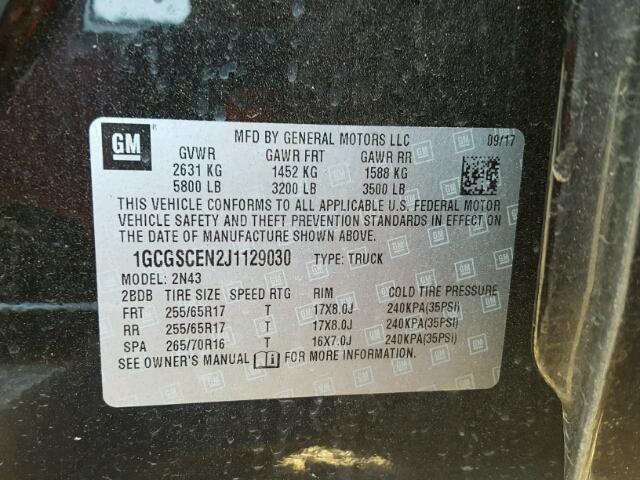 GM
MFD BY GENERAL MOTORS LLC 09/17
GVWR GAWR FRT GAWR RR
2631 KG 1452 KG 1588 KG
5800 LB 3200 LB 3500 LB
THIS VEHICLE CONFORMS TO ALL APPLICABLE U.S. FEDERAL MOTOR
VEHICLE SAFETY AND THEFT PREVENTION STANDARDS IN EFFECT ON
THE DATE OF MANUFACTURE SHOWN ABOVE.
1GCGSCEN2J1129030 TYPE: TRUCK
MODEL: 2N43
2BDB TIRE SIZE SPEED RTG RIM COLD TIRE PRESSURE
FRT 255/65R17 T 17X8.0J 240KPA(35PSI)
RR 255/65R17 T 17X8.0J 240KPA(35PSI)
SPA 265/70R16 T 16X7.0J 240KPA(35PSI)
SEE OWNER'S MANUAL FOR MORE INFORMATION.